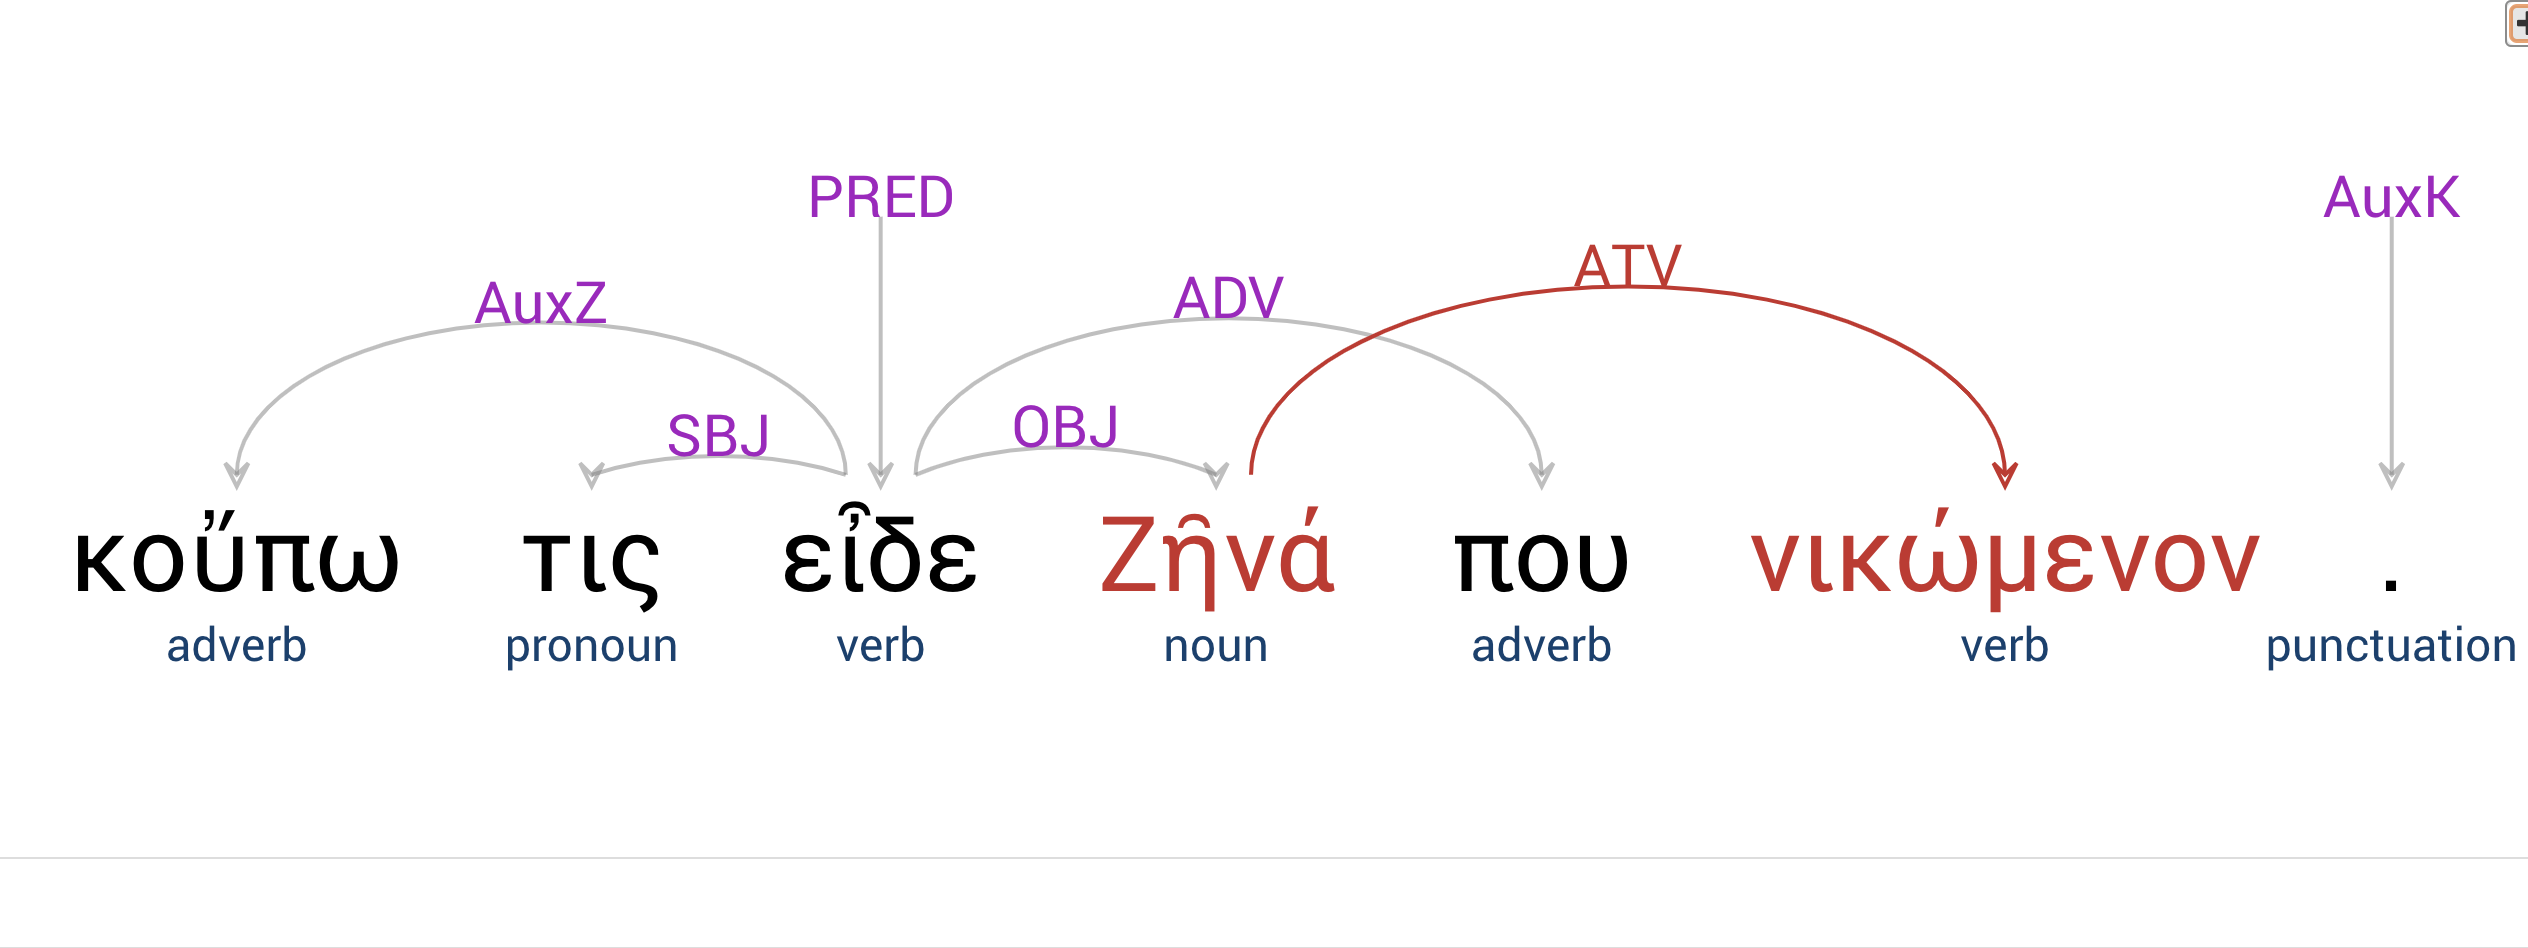 PRED AuxK
ATV
AuxZ ADV
SBJ OBJ
κοὔπω τις εἶδε Ζῆνά που νικώμενον .
adverb pronoun verb noun adverb verb punctuation